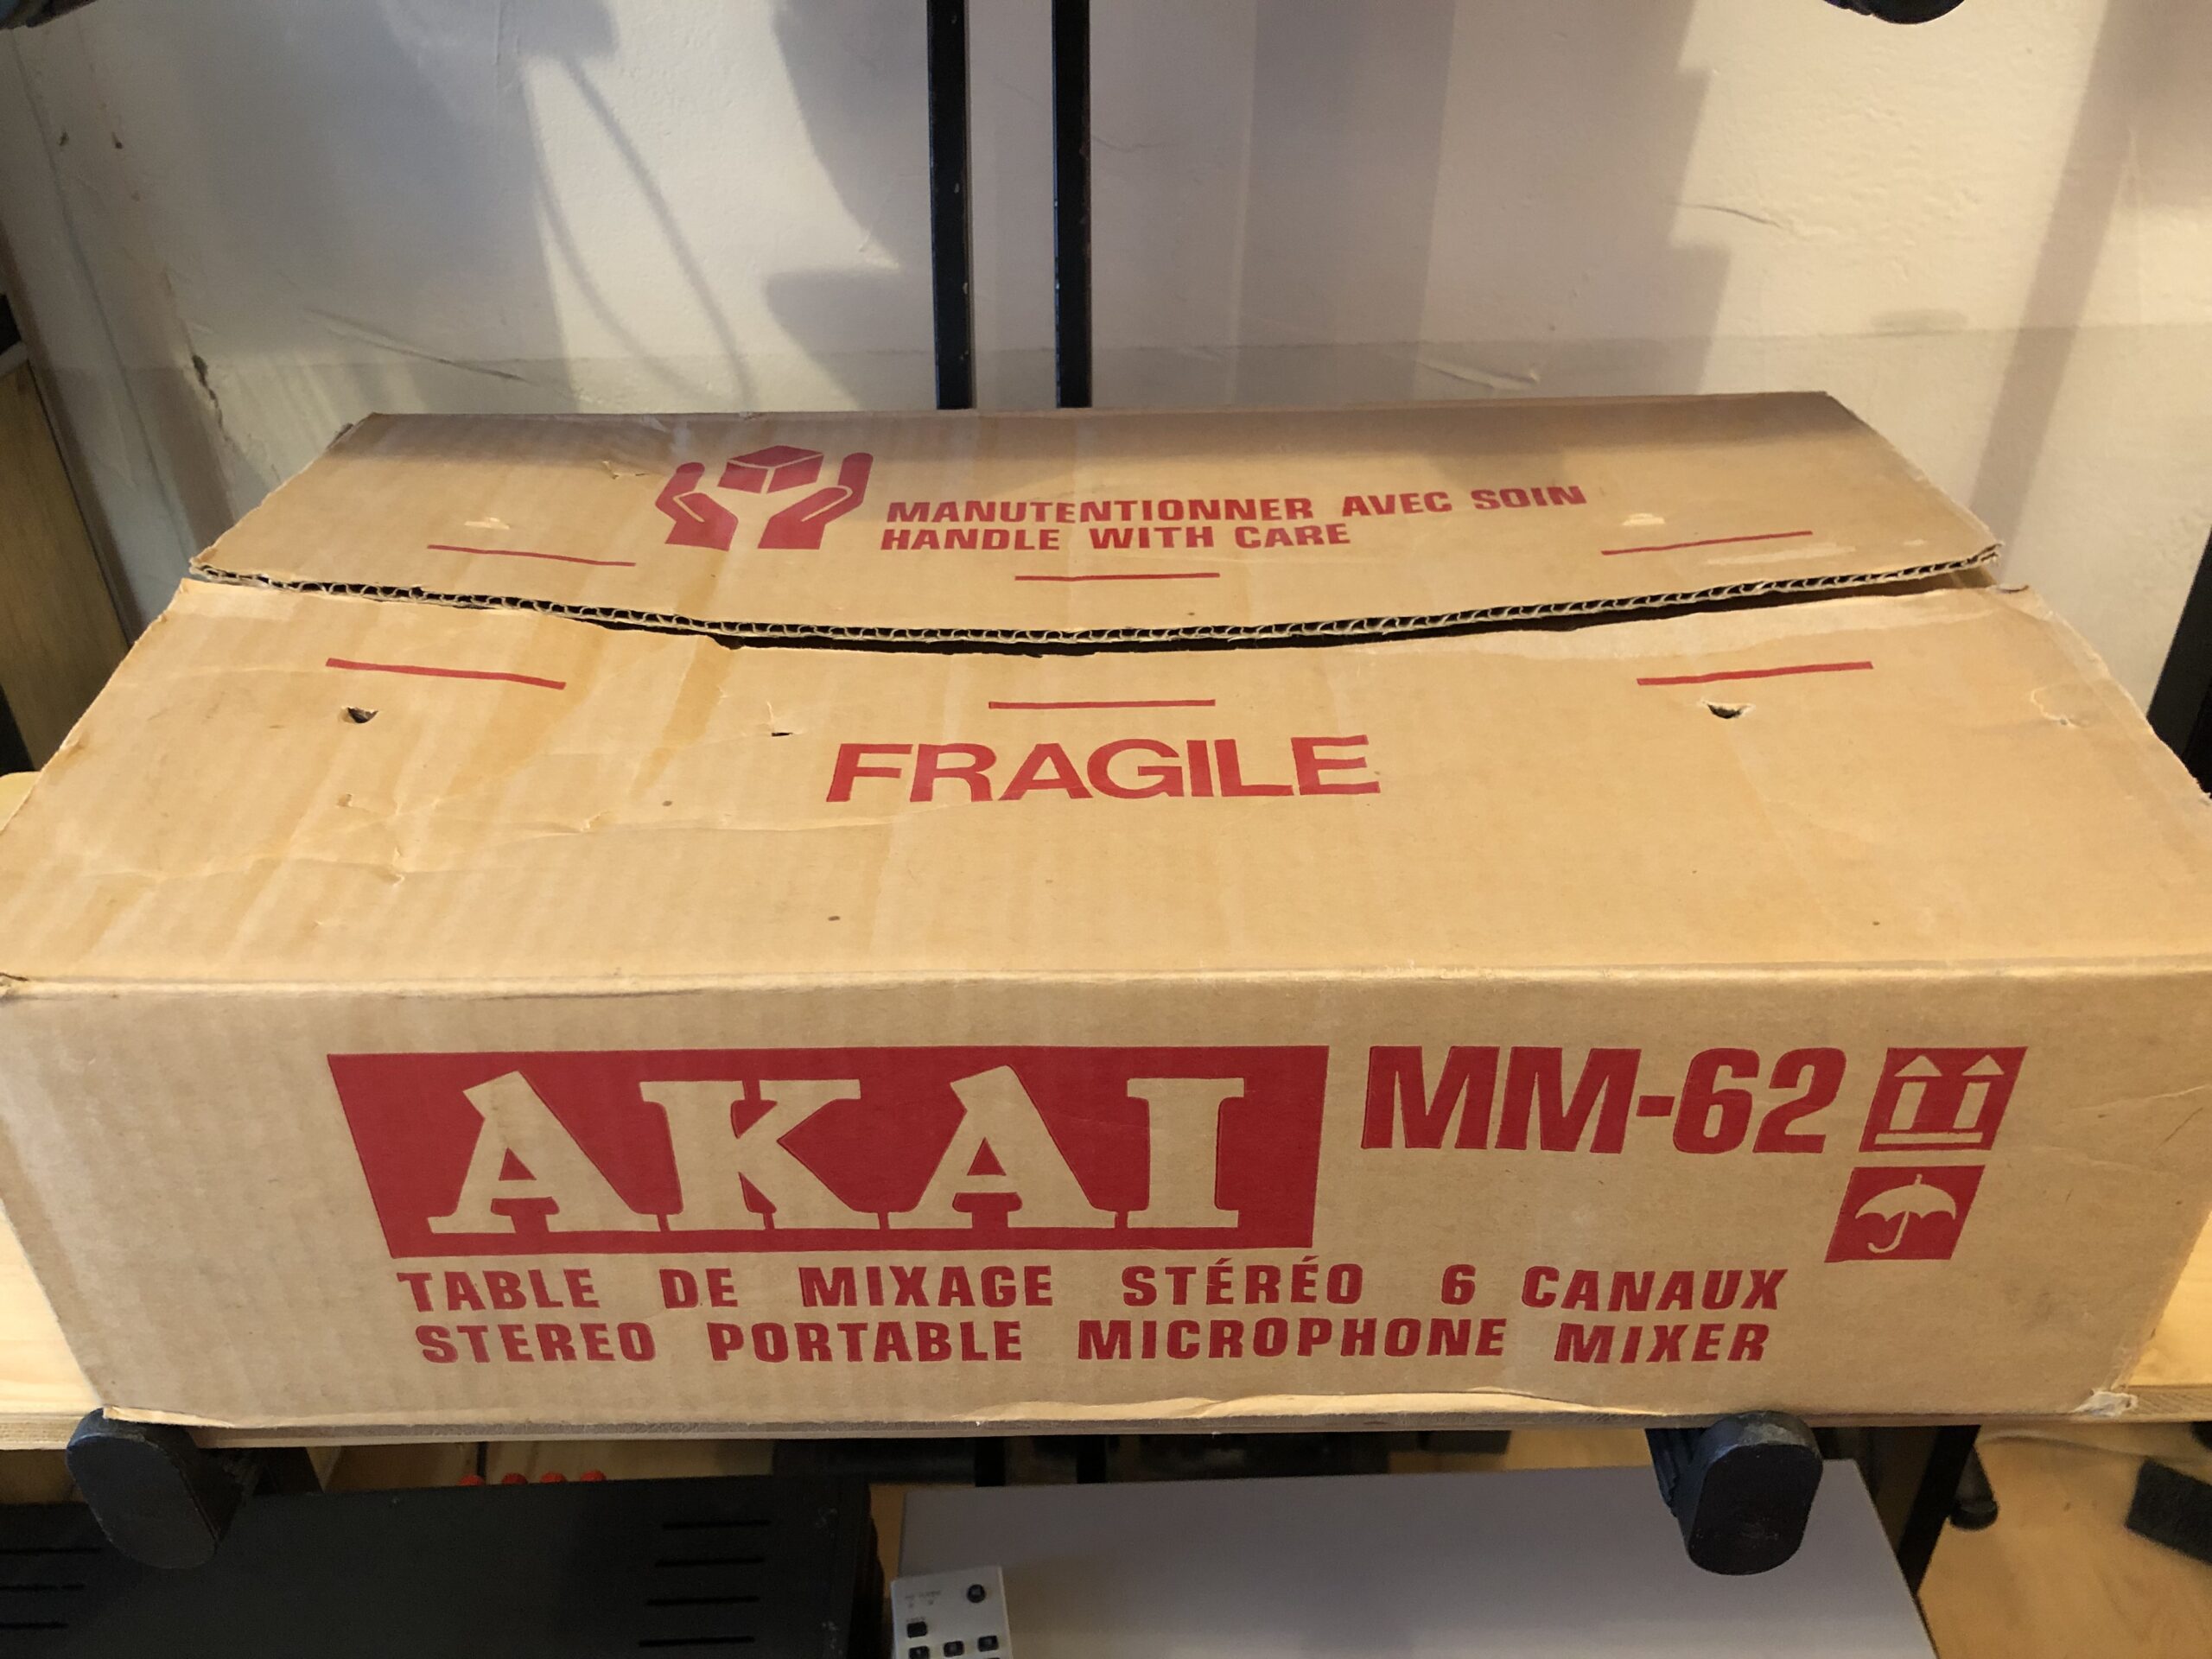 MANUTENTIONNER AVEC SOIN
HANDLE WITH CARE
FRAGILE
AKAI MM-62
TABLE DE MIXAGE STÉRÉO 6 CANAUX
STEREO PORTABLE MICROPHONE MIXER